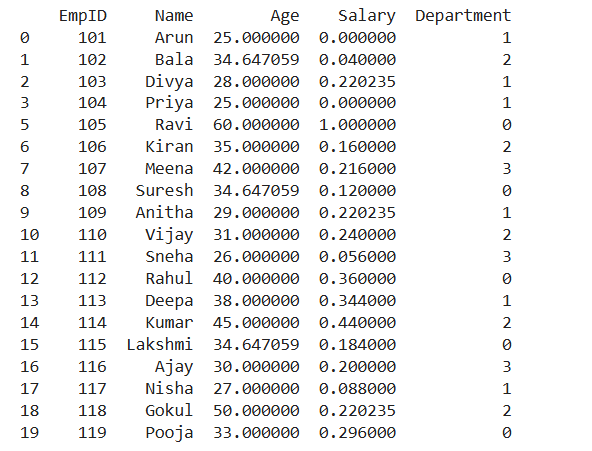 EmpID Name Age Salary Department
0 101 Arun 25.000000 0.000000 1
1 102 Bala 34.647059 0.040000 2
2 103 Divya 28.000000 0.220235 1
3 104 Priya 25.000000 0.000000 1
5 105 Ravi 60.000000 1.000000 0
6 106 Kiran 35.000000 0.160000 2
7 107 Meena 42.000000 0.216000 3
8 108 Suresh 34.647059 0.120000 0
9 109 Anitha 29.000000 0.220235 1
10 110 Vijay 31.000000 0.240000 2
11 111 Sneha 26.000000 0.056000 3
12 112 Rahul 40.000000 0.360000 0
13 113 Deepa 38.000000 0.344000 1
14 114 Kumar 45.000000 0.440000 2
15 115 Lakshmi 34.647059 0.184000 0
16 116 Ajay 30.000000 0.200000 3
17 117 Nisha 27.000000 0.088000 1
18 118 Gokul 50.000000 0.220235 2
19 119 Pooja 33.000000 0.296000 0